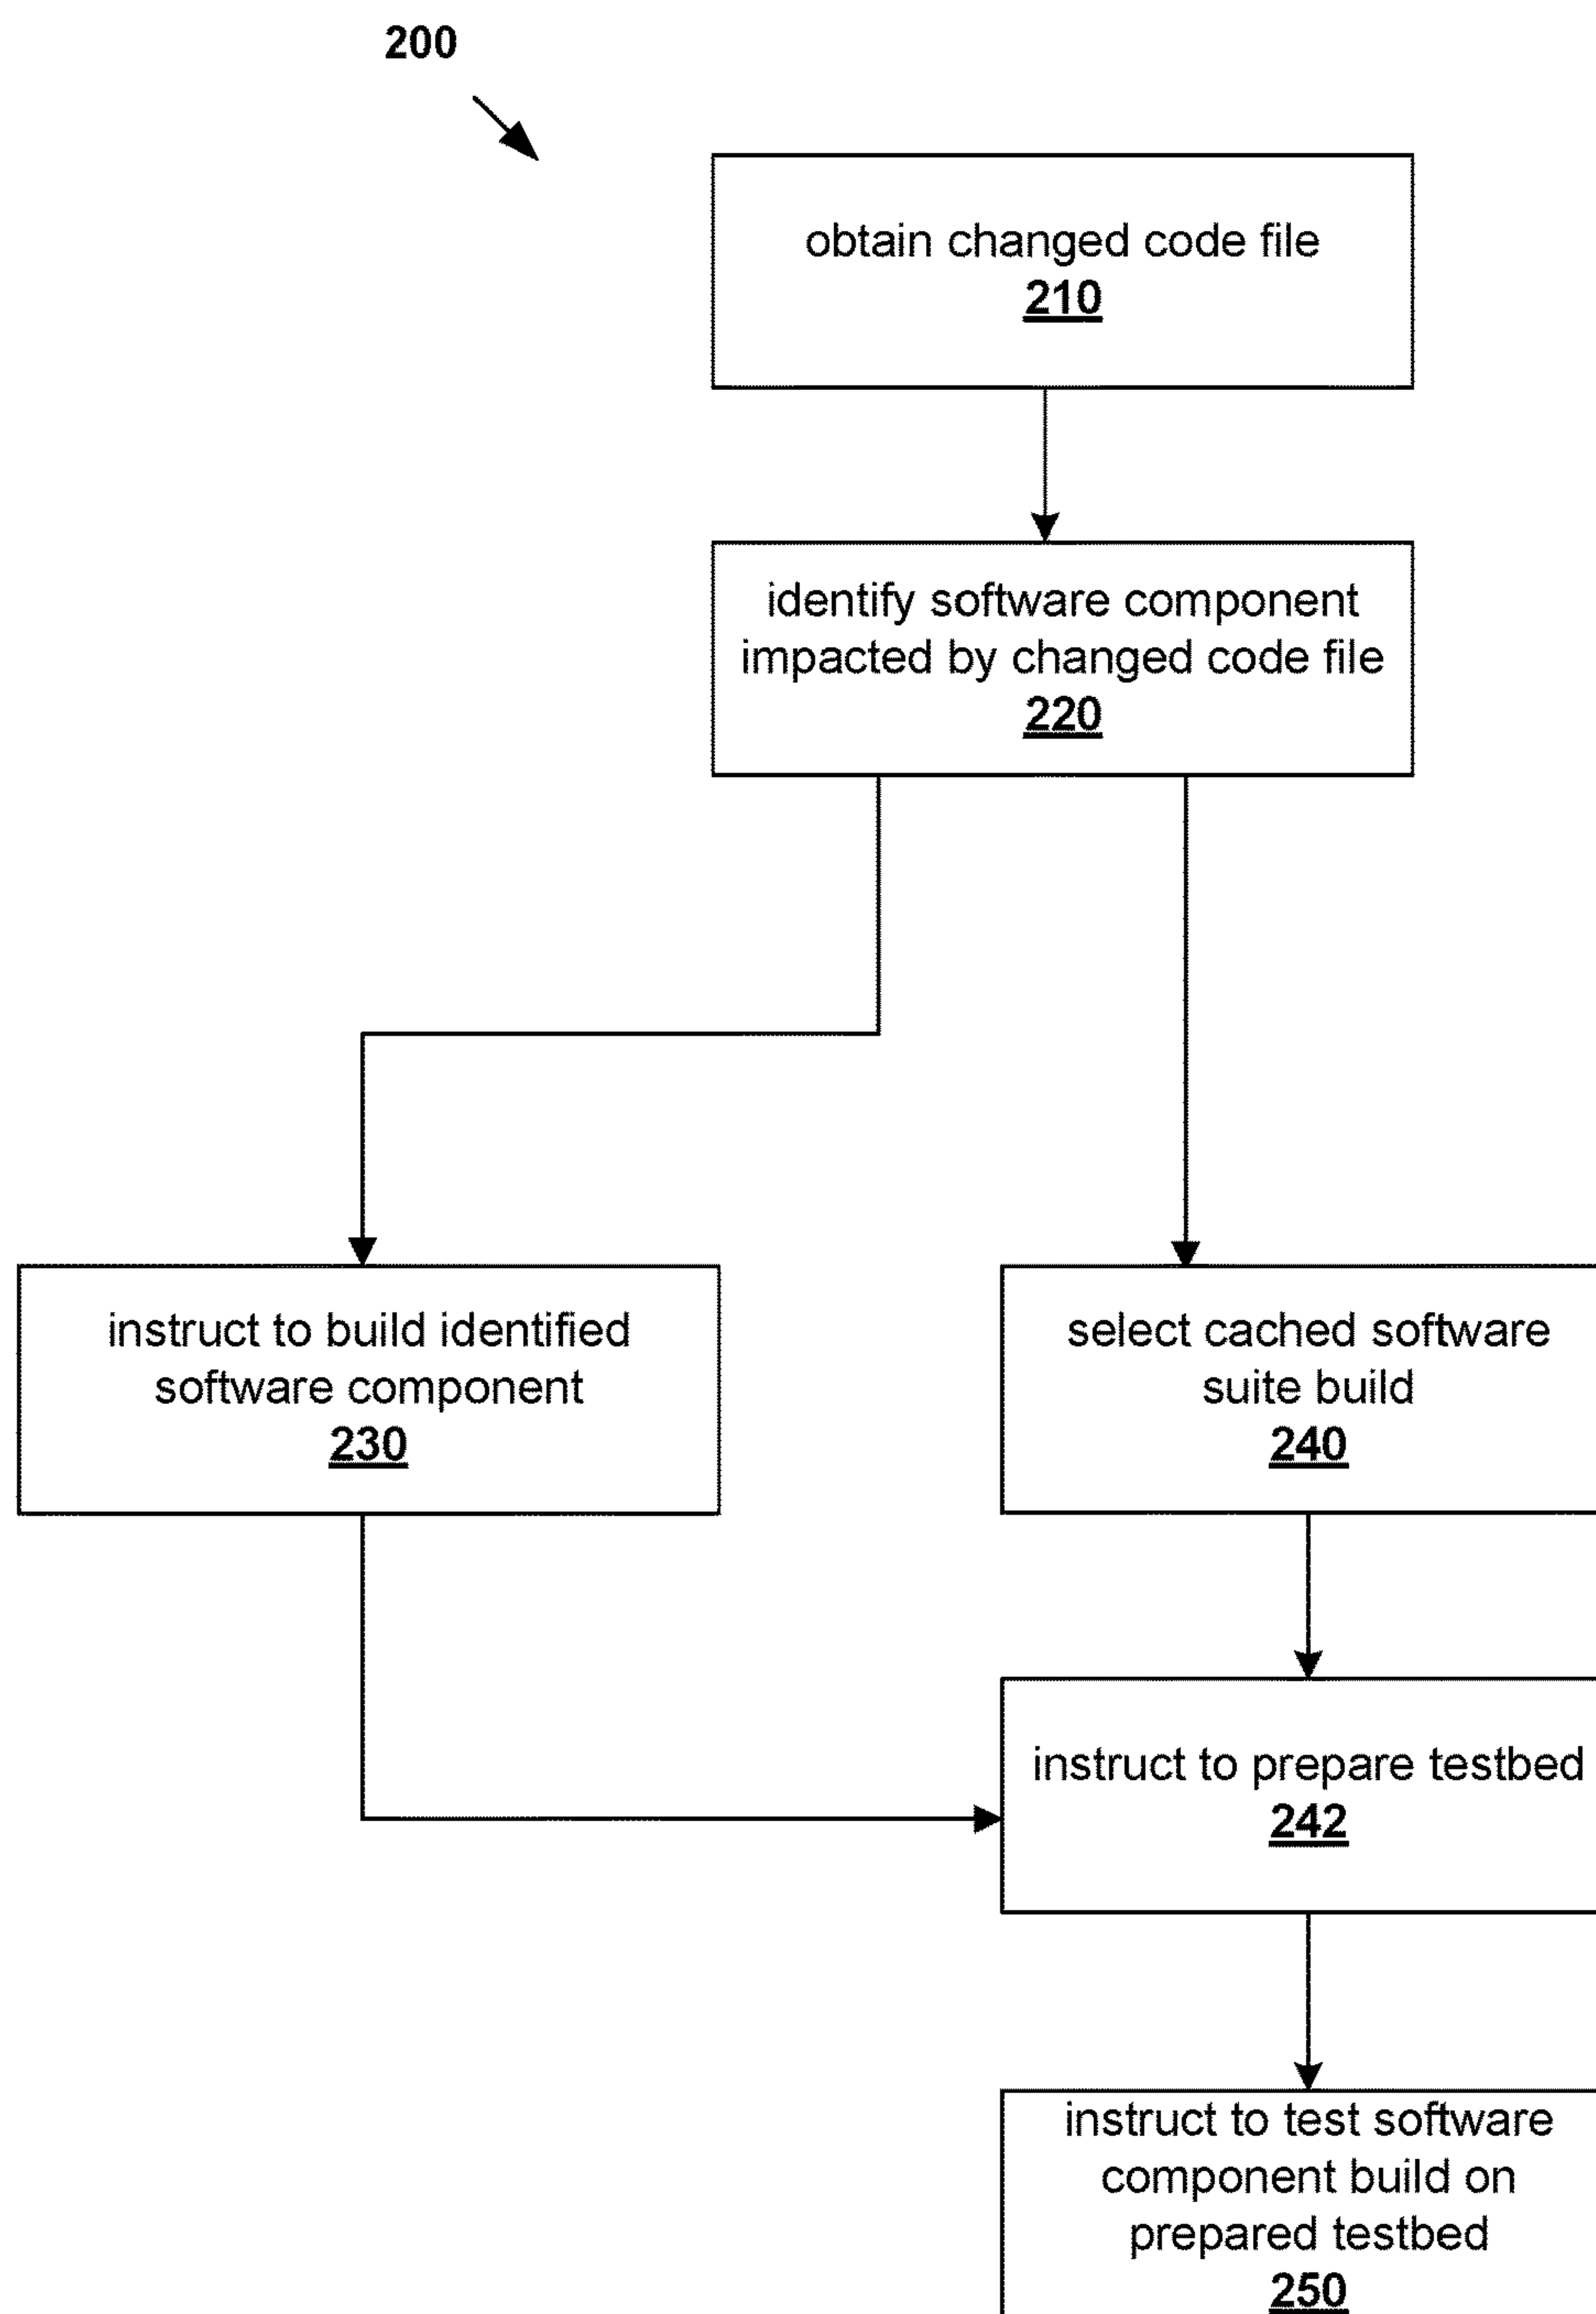 200
obtain changed code file
210
identify software component
impacted by changed code file
220
instruct to build identified
software component
230
select cached software
suite build
240
instruct to prepare testbed
242
instruct to test software
component build on
prepared testbed
250